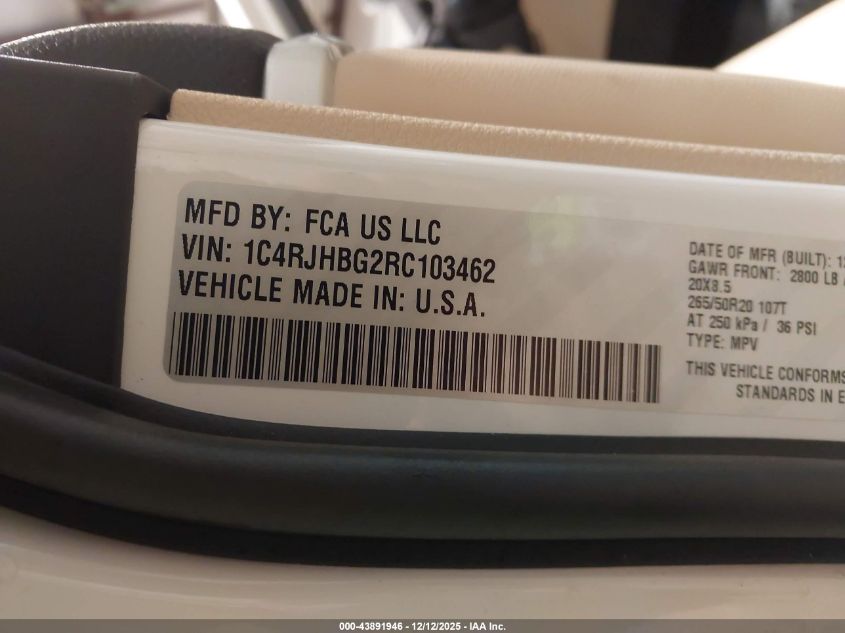 MFD BY: FCA US LLC
VIN: 1C4RJHBG2RC103462
VEHICLE MADE IN: U.S.A.
DATE OF MFR (BUILT):
GAWR FRONT: 2800 LB
20X8.5
265/50R20 107T
AT 250 kPa / 36 PSI
TYPE: MPV
THIS VEHICLE CONFORMS
STANDARDS IN
000-43891946 - 12/12/2025 - IAA Inc.